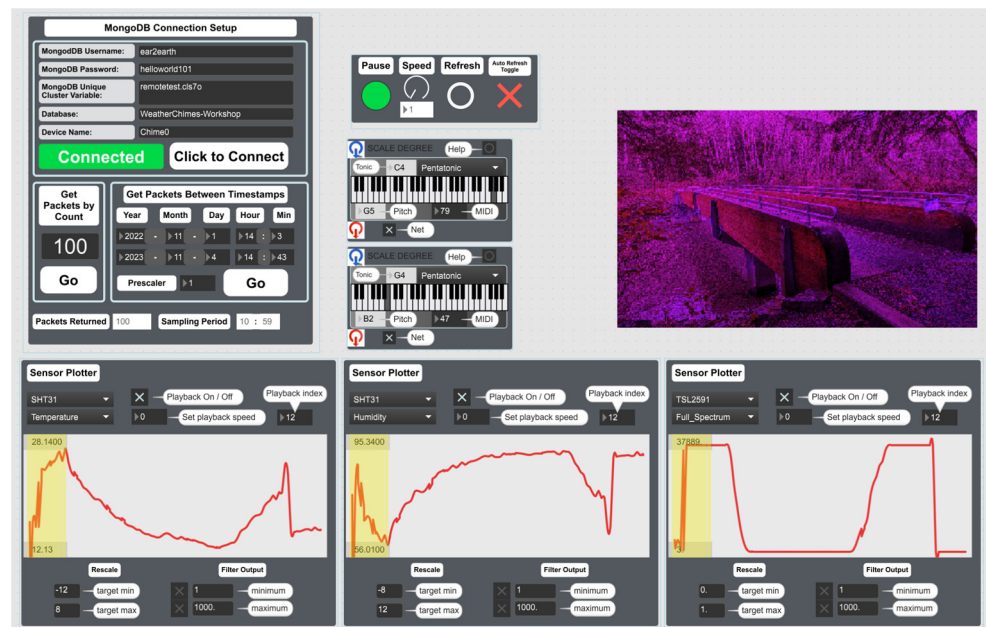 MongoDB Connection Setup
MongodDB Username: ear2earth
MongoDB Password: helloworld101
MongoDB Unique Cluster Variable: remotetest.cls7o
Database: WeatherChimes-Workshop
Device Name: Chime0
Connected Click to Connect
Get Packets by Count
100
Go
Get Packets Between Timestamps
Year Month Day Hour Min
2022 - 11 - 1 14 : 3
2023 - 11 - 4 14 : 43
Prescaler 1 Go
Packets Returned 100 Sampling Period 10 : 59
Pause Speed Refresh Auto Refresh Toggle
1
SCALE DEGREE Help
Tonic C4 Pentatonic
G5 Pitch 79 MIDI
Net
SCALE DEGREE Help
Tonic G4 Pentatonic
B2 Pitch 47 MIDI
Net
Sensor Plotter
SHT31 Playback On / Off Playback index
Temperature 0 Set playback speed 12
28.1400
12.13
Rescale Filter Output
-12 target min 1 minimum
8 target max 1000. maximum
Sensor Plotter
SHT31 Playback On / Off Playback index
Humidity 0 Set playback speed 12
95.3400
56.0100
Rescale Filter Output
-8 target min 1 minimum
12 target max 1000. maximum
Sensor Plotter
TSL2591 Playback On / Off Playback index
Full_Spectrum 0 Set playback speed 12
37889
3
Rescale Filter Output
0. target min 1 minimum
1. target max 1000. maximum